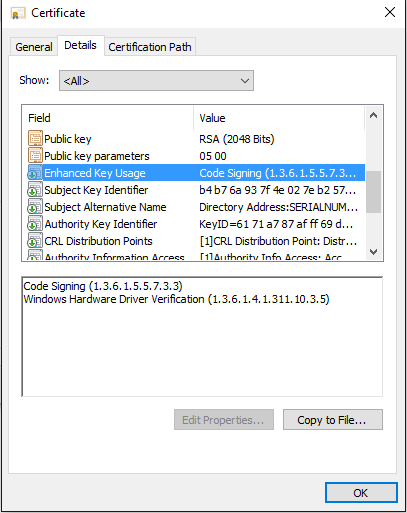 Certificate
General Details Certification Path
Show: <All>
Field Value
Public key RSA (2048 Bits)
Public key parameters 05 00
Enhanced Key Usage Code Signing (1.3.6.1.5.5.7.3...
Subject Key Identifier b4 b7 6a 93 7f 4e 02 7e b2 57...
Subject Alternative Name Directory Address:SERIALNUM...
Authority Key Identifier KeyID=61 71 a7 87 af ff 69 d...
CRL Distribution Points [1]CRL Distribution Point: Distr...
Authority Information Access [1]Authority Info Access: Acc...
Code Signing (1.3.6.1.5.5.7.3.3)
Windows Hardware Driver Verification (1.3.6.1.4.1.311.10.3.5)
Edit Properties... Copy to File...
OK